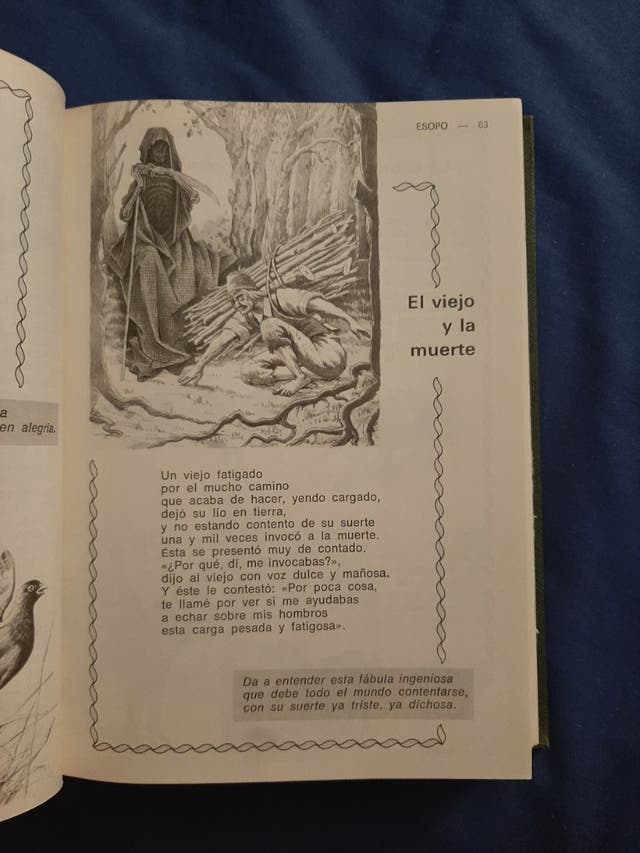 a
en alegría.
ESOPO — 63
El viejo
y la
muerte
Un viejo fatigado
por el mucho camino
que acaba de hacer, yendo cargado,
dejó su lío en tierra,
y no estando contento de su suerte
una y mil veces invocó a la muerte.
Ésta se presentó muy de contado.
«¿Por qué, dí, me invocabas?»,
dijo al viejo con voz dulce y mañosa.
Y éste le contestó: «Por poca cosa,
te llamé por ver si me ayudabas
a echar sobre mis hombros
esta carga pesada y fatigosa».
Da a entender esta fábula ingeniosa
que debe todo el mundo contentarse,
con su suerte ya triste, ya dichosa.